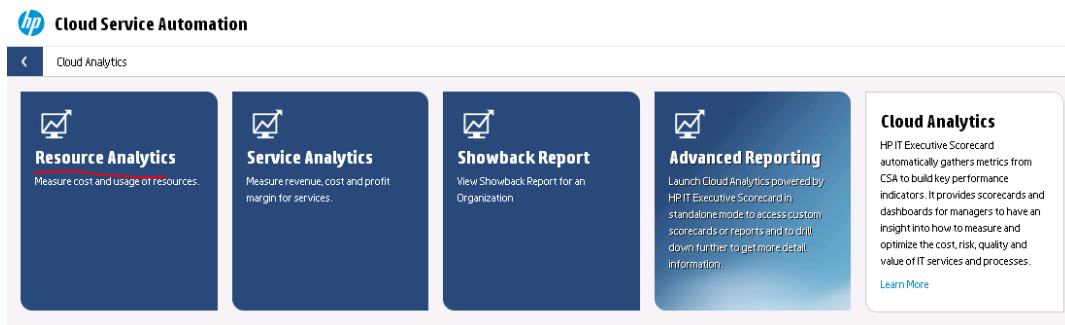 hp Cloud Service Automation
Cloud Analytics
Resource Analytics
Measure cost and usage of resources.
Service Analytics
Measure revenue, cost and profit
margin for services.
Showback Report
View Showback Report for an
Organization
Advanced Reporting
Launch Cloud Analytics powered by
HP IT Executive Scorecard in
standalone mode to access custom
scorecards or reports and to drill
down further to get more detail
information.
Cloud Analytics
HP IT Executive Scorecard
automatically gathers metrics from
CSA to build key performance
indicators. It provides scorecards and
dashboards for managers to have an
insight into how to measure and
optimize the cost, risk, quality and
value of IT services and processes.
Learn More